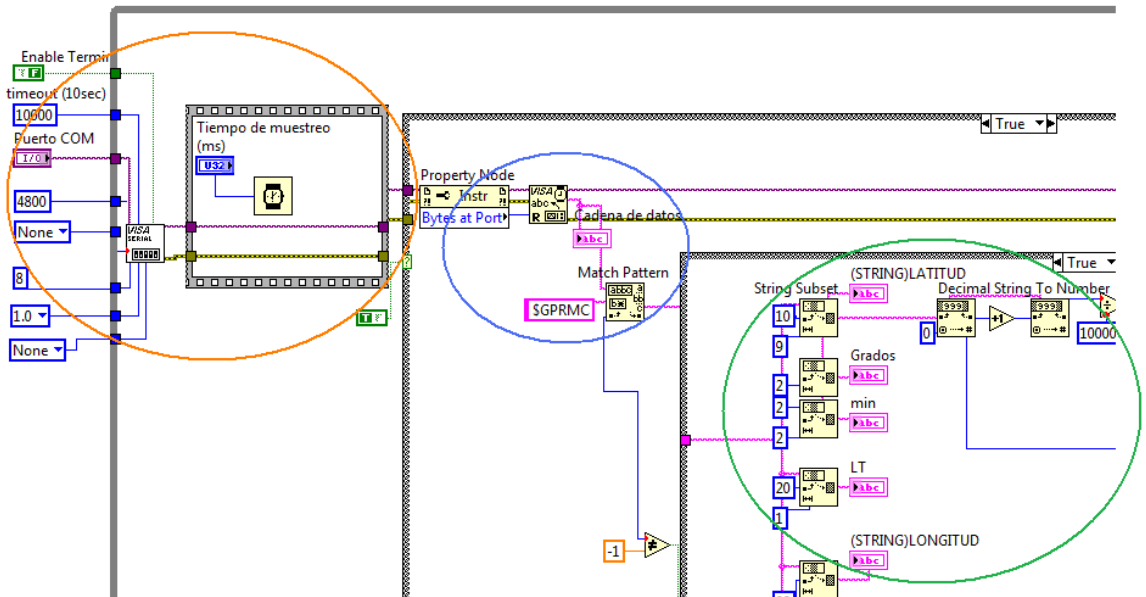 Enable Termin
F
timeout (10sec)
10000
Puerto COM
I/O
4800
None
8
1.0
None
VISA
SERIAL
Tiempo de muestreo
(ms)
U32
T
True
Property Node
Instr
Bytes at Port
VISA
abc
R
Cadena de datos
abc
Match Pattern
$GPRMC
-1
≠
True
String Subset
(STRING)LATITUD
abc
10
9
Decimal String To Number
999
+1
999
0
10000
Grados
abc
2
min
abc
2
2
LT
abc
20
1
(STRING)LONGITUD
abc